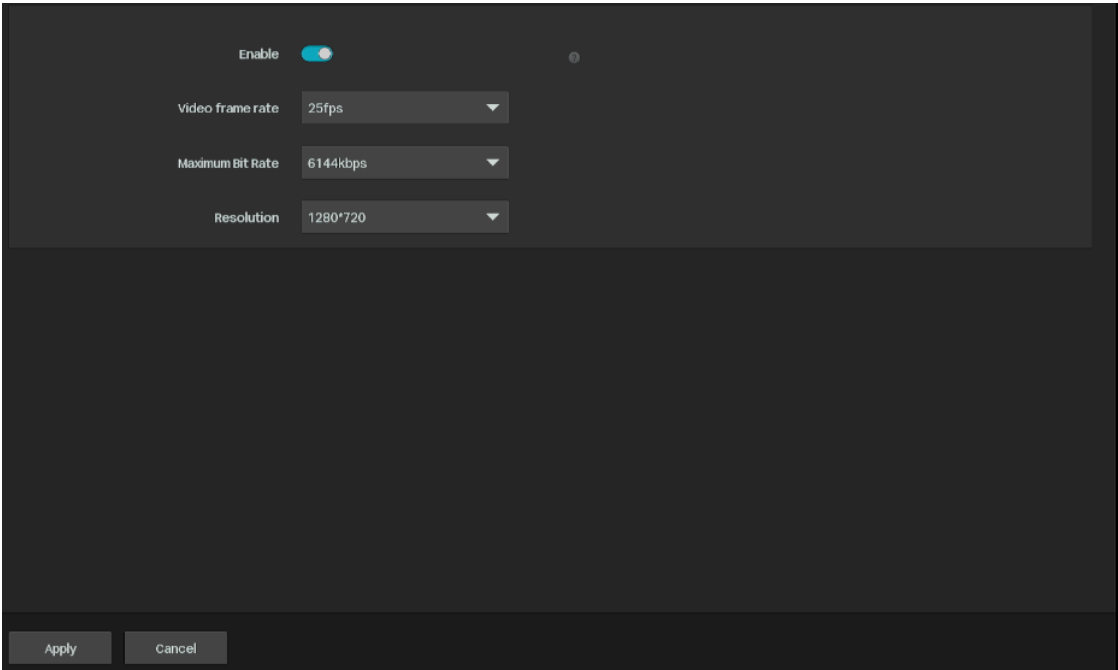 Enable
Video frame rate 25fps
Maximum Bit Rate 6144kbps
Resolution 1280*720
Apply Cancel